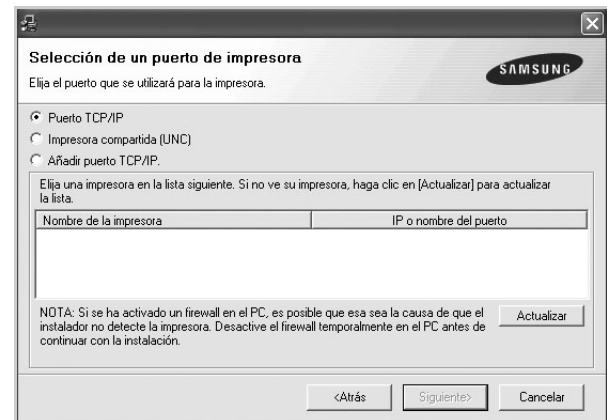 Selección de un puerto de impresora
Elija el puerto que se utilizará para la impresora.
SAMSUNG
Puerto TCP/IP
Impresora compartida (UNC)
Añadir puerto TCP/IP.
Elija una impresora en la lista siguiente. Si no ve su impresora, haga clic en [Actualizar] para actualizar
la lista.
Nombre de la impresora IP o nombre del puerto
NOTA: Si se ha activado un firewall en el PC, es posible que esa sea la causa de que el
instalador no detecte la impresora. Desactive el firewall temporalmente en el PC antes de
continuar con la instalación.
Actualizar
<Atrás Siguiente> Cancelar